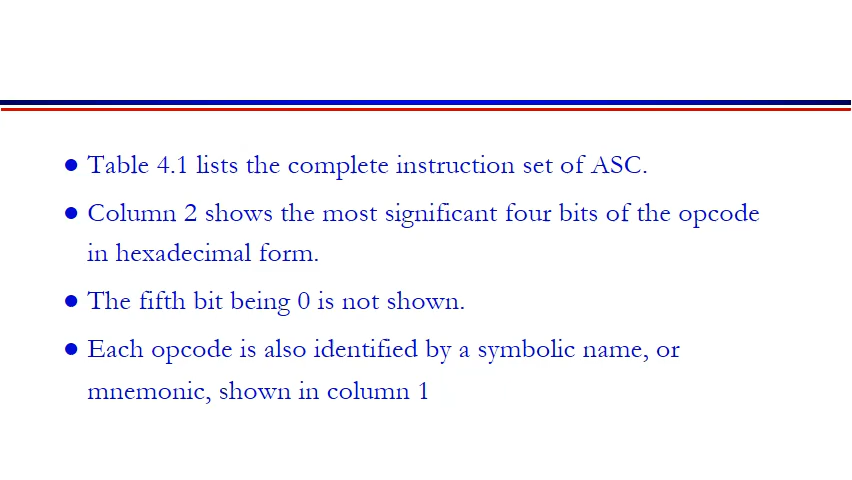 ● Table 4.1 lists the complete instruction set of ASC.
● Column 2 shows the most significant four bits of the opcode
in hexadecimal form.
● The fifth bit being 0 is not shown.
● Each opcode is also identified by a symbolic name, or
mnemonic, shown in column 1